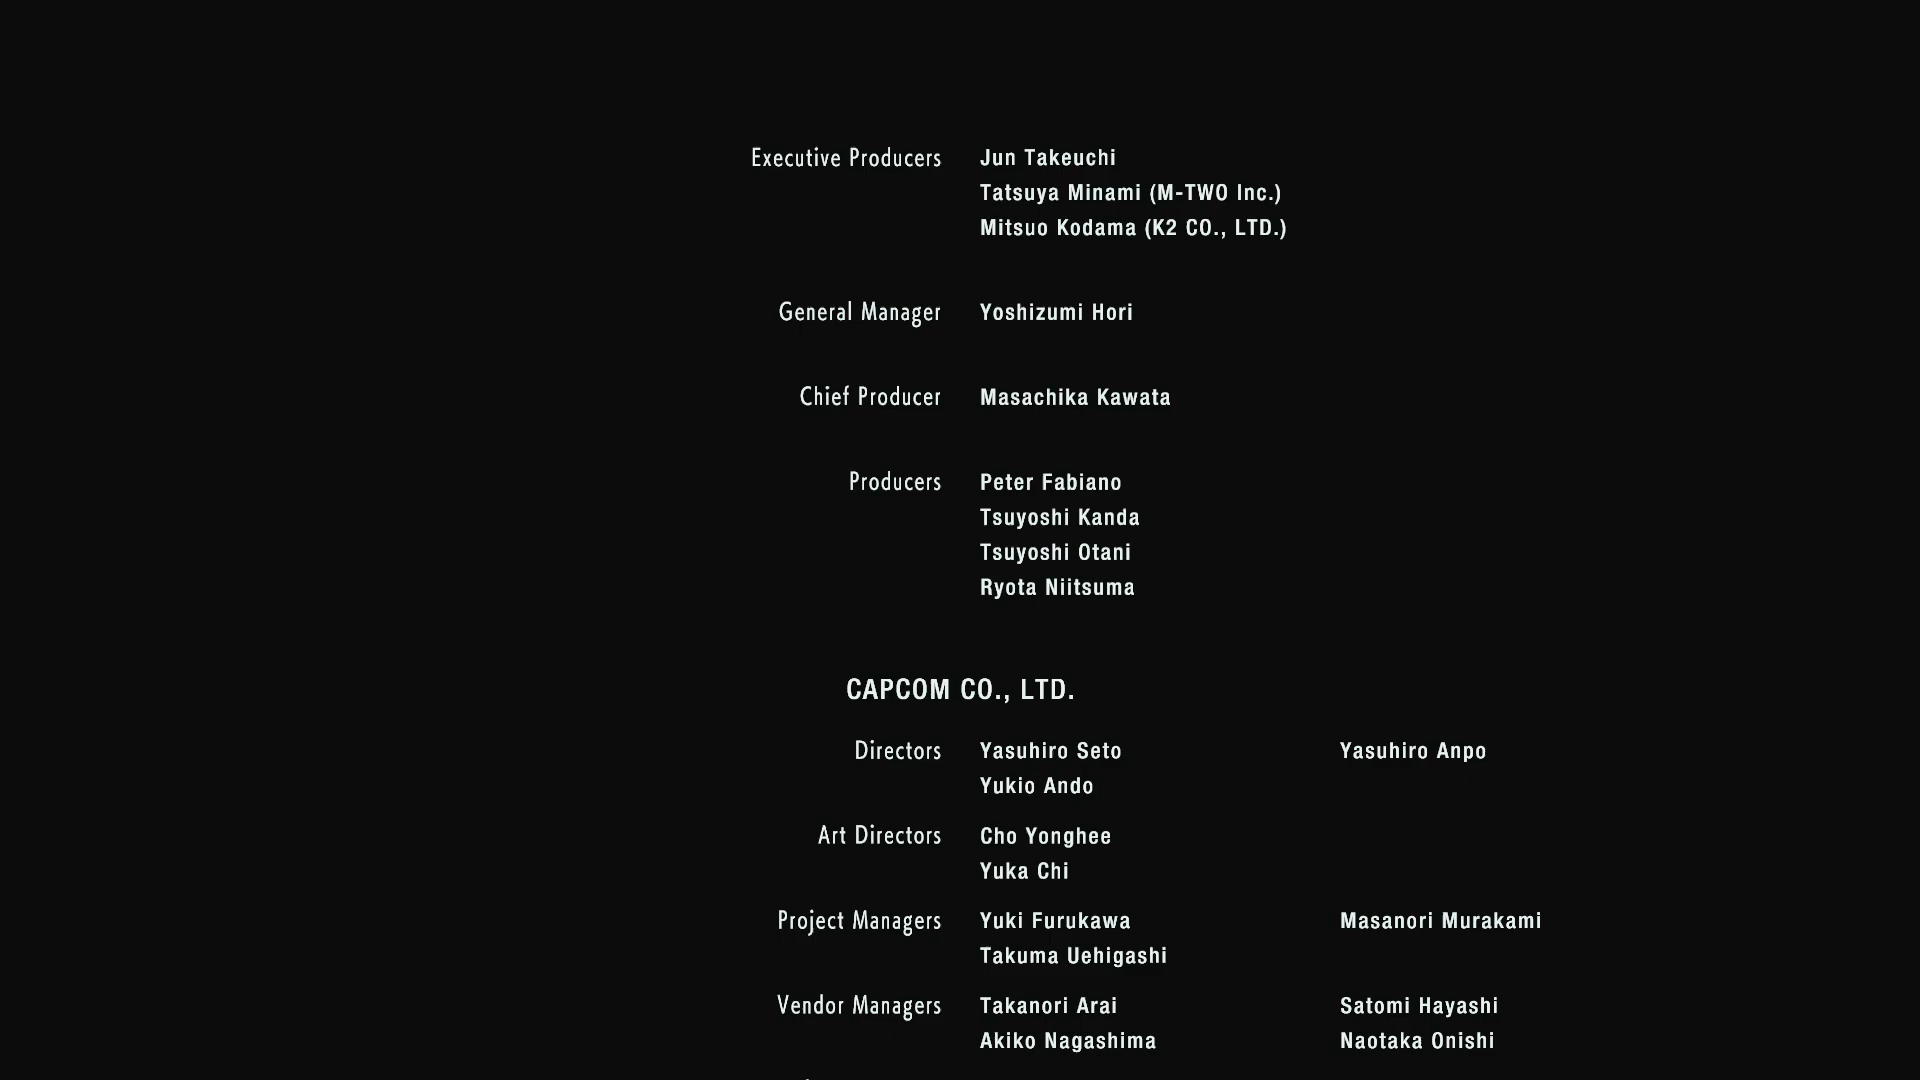 Executive Producers Jun Takeuchi
Tatsuya Minami (M-TWO Inc.)
Mitsuo Kodama (K2 CO., LTD.)
General Manager Yoshizumi Hori
Chief Producer Masachika Kawata
Producers Peter Fabiano
Tsuyoshi Kanda
Tsuyoshi Otani
Ryota Niitsuma
CAPCOM CO., LTD.
Directors Yasuhiro Seto Yasuhiro Anpo
Yukio Ando
Art Directors Cho Yonghee
Yuka Chi
Project Managers Yuki Furukawa Masanori Murakami
Takuma Uehigashi
Vendor Managers Takanori Arai Satomi Hayashi
Akiko Nagashima Naotaka Onishi